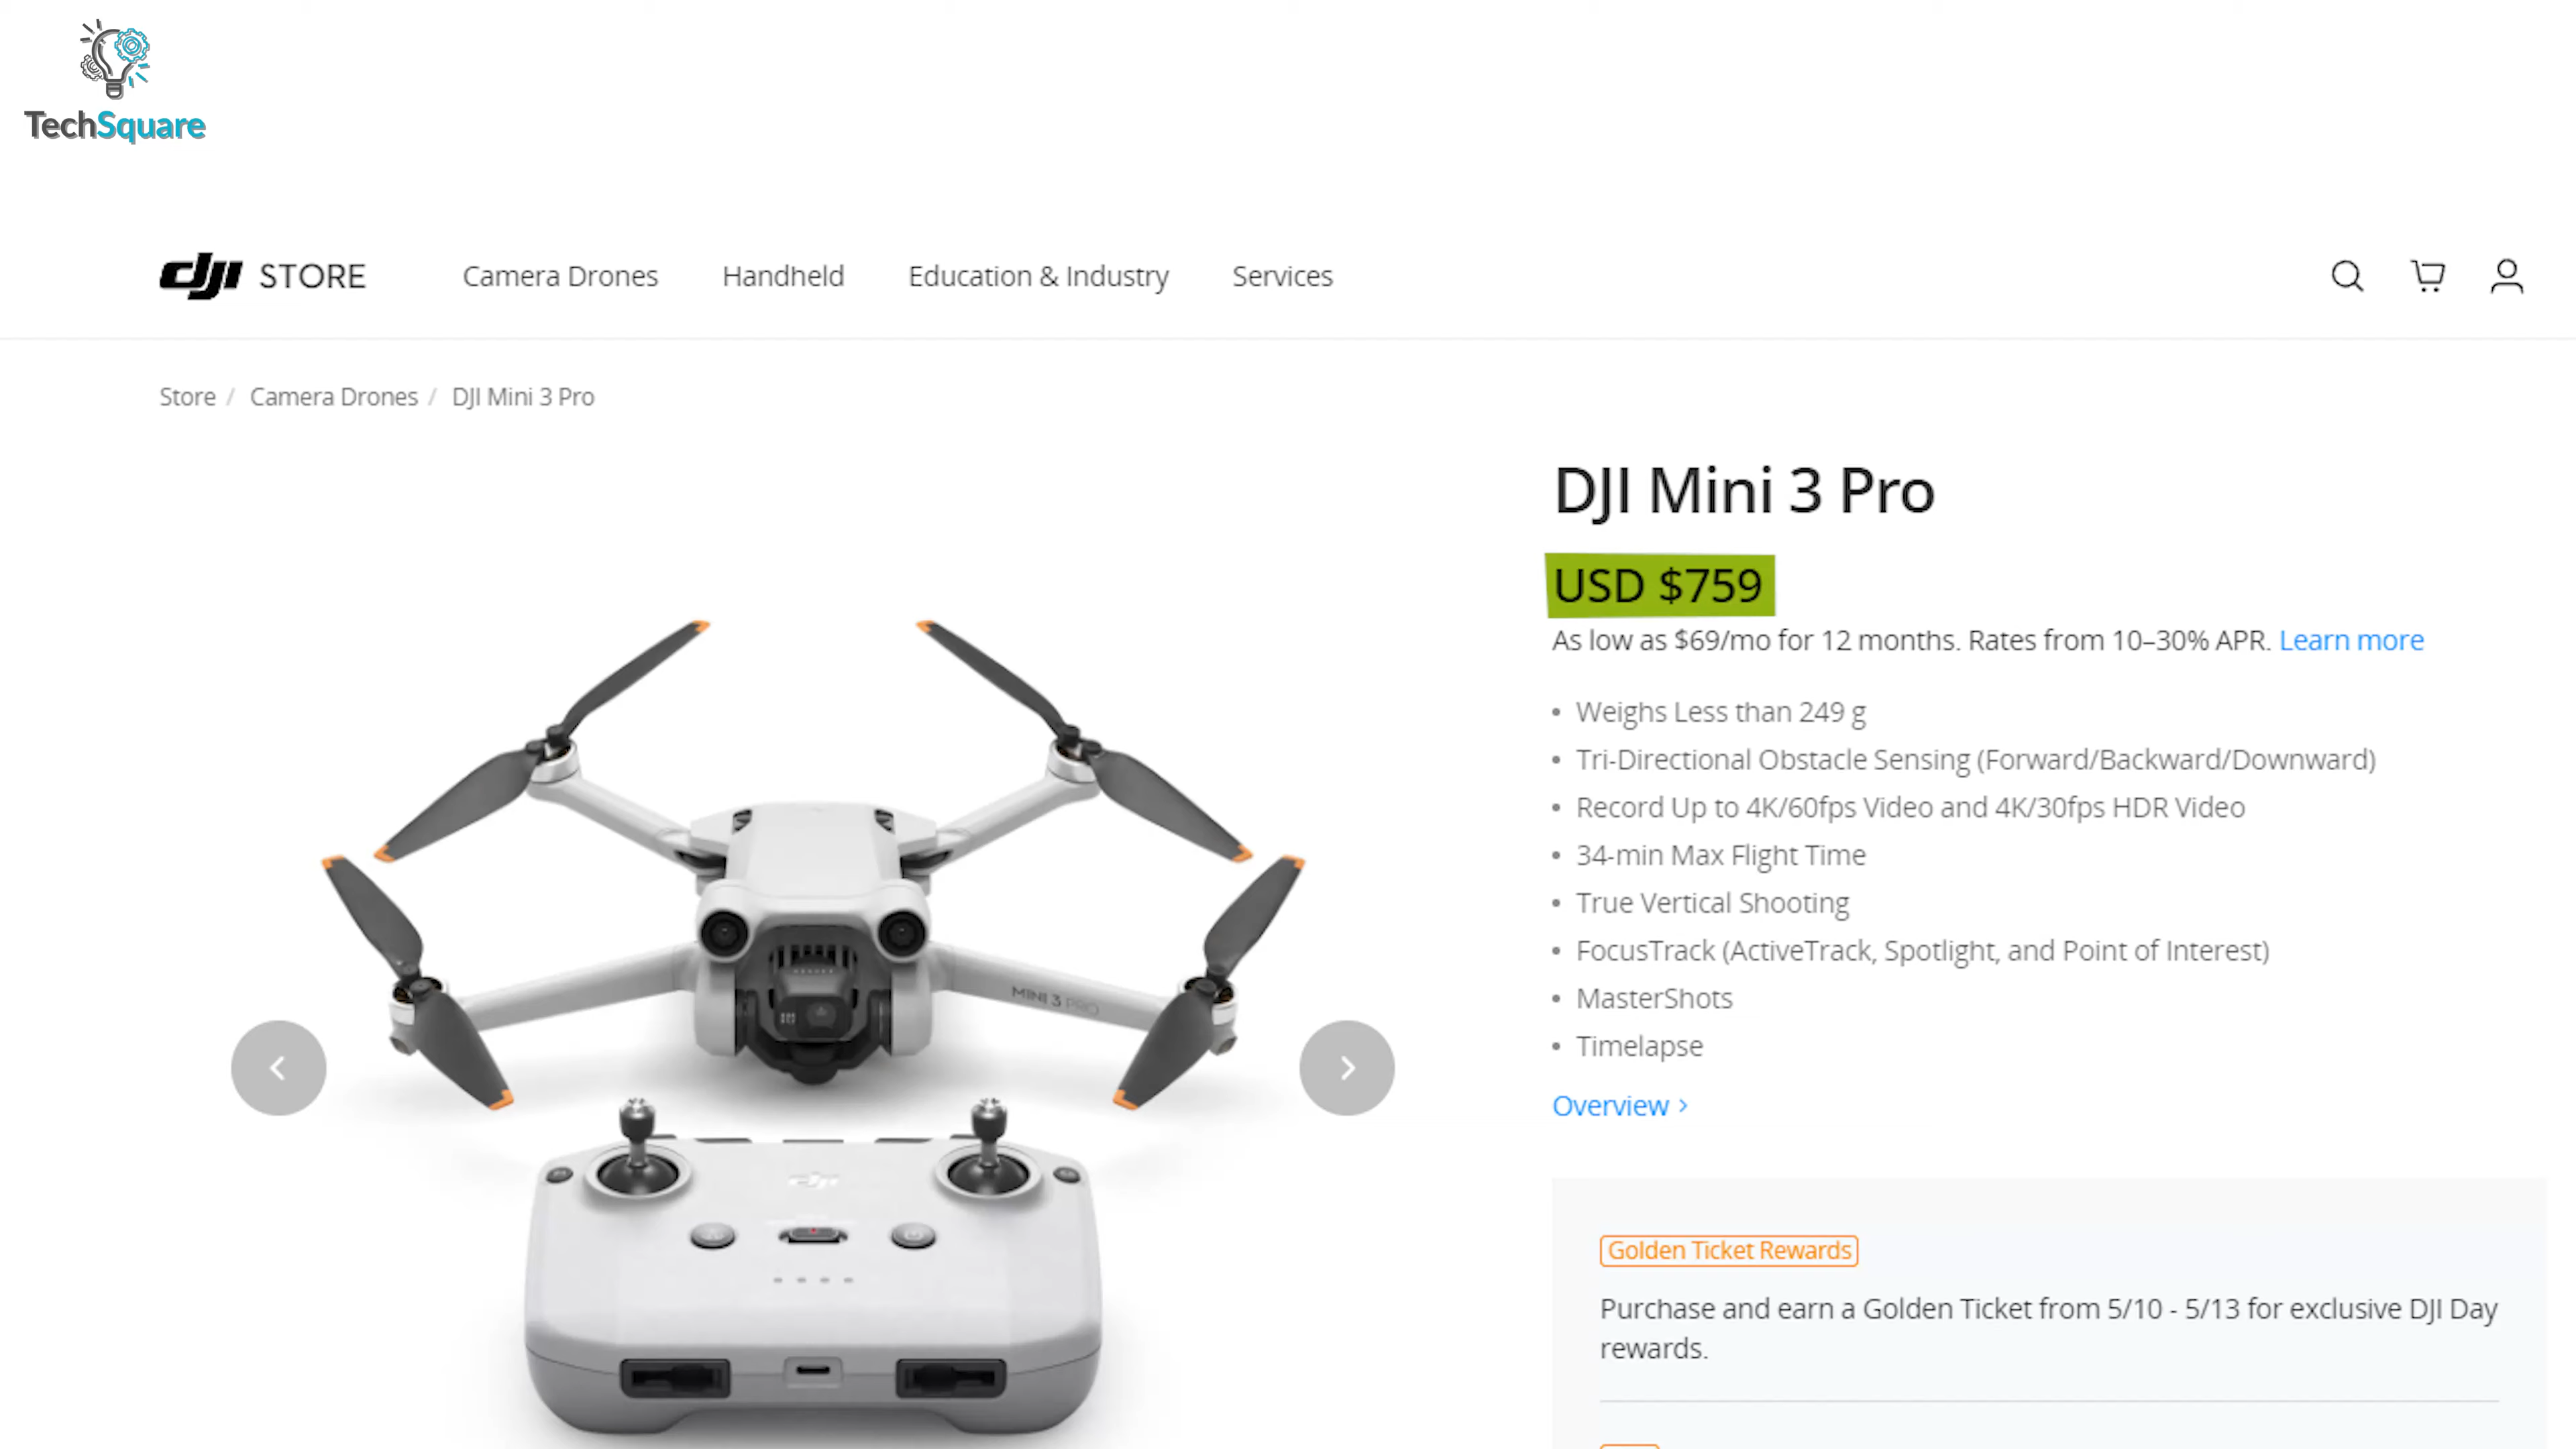 TechSquare
dji STORE
Camera Drones
Handheld
Education & Industry
Services
Store / Camera Drones / DJI Mini 3 Pro
DJI Mini 3 Pro
USD $759
As low as $69/mo for 12 months. Rates from 10–30% APR. Learn more
• Weighs Less than 249 g
• Tri-Directional Obstacle Sensing (Forward/Backward/Downward)
• Record Up to 4K/60fps Video and 4K/30fps HDR Video
• 34-min Max Flight Time
• True Vertical Shooting
• FocusTrack (ActiveTrack, Spotlight, and Point of Interest)
• MasterShots
• Timelapse
Overview >
MINI 3 PRO
dji
Golden Ticket Rewards
Purchase and earn a Golden Ticket from 5/10 - 5/13 for exclusive DJI Day
rewards.